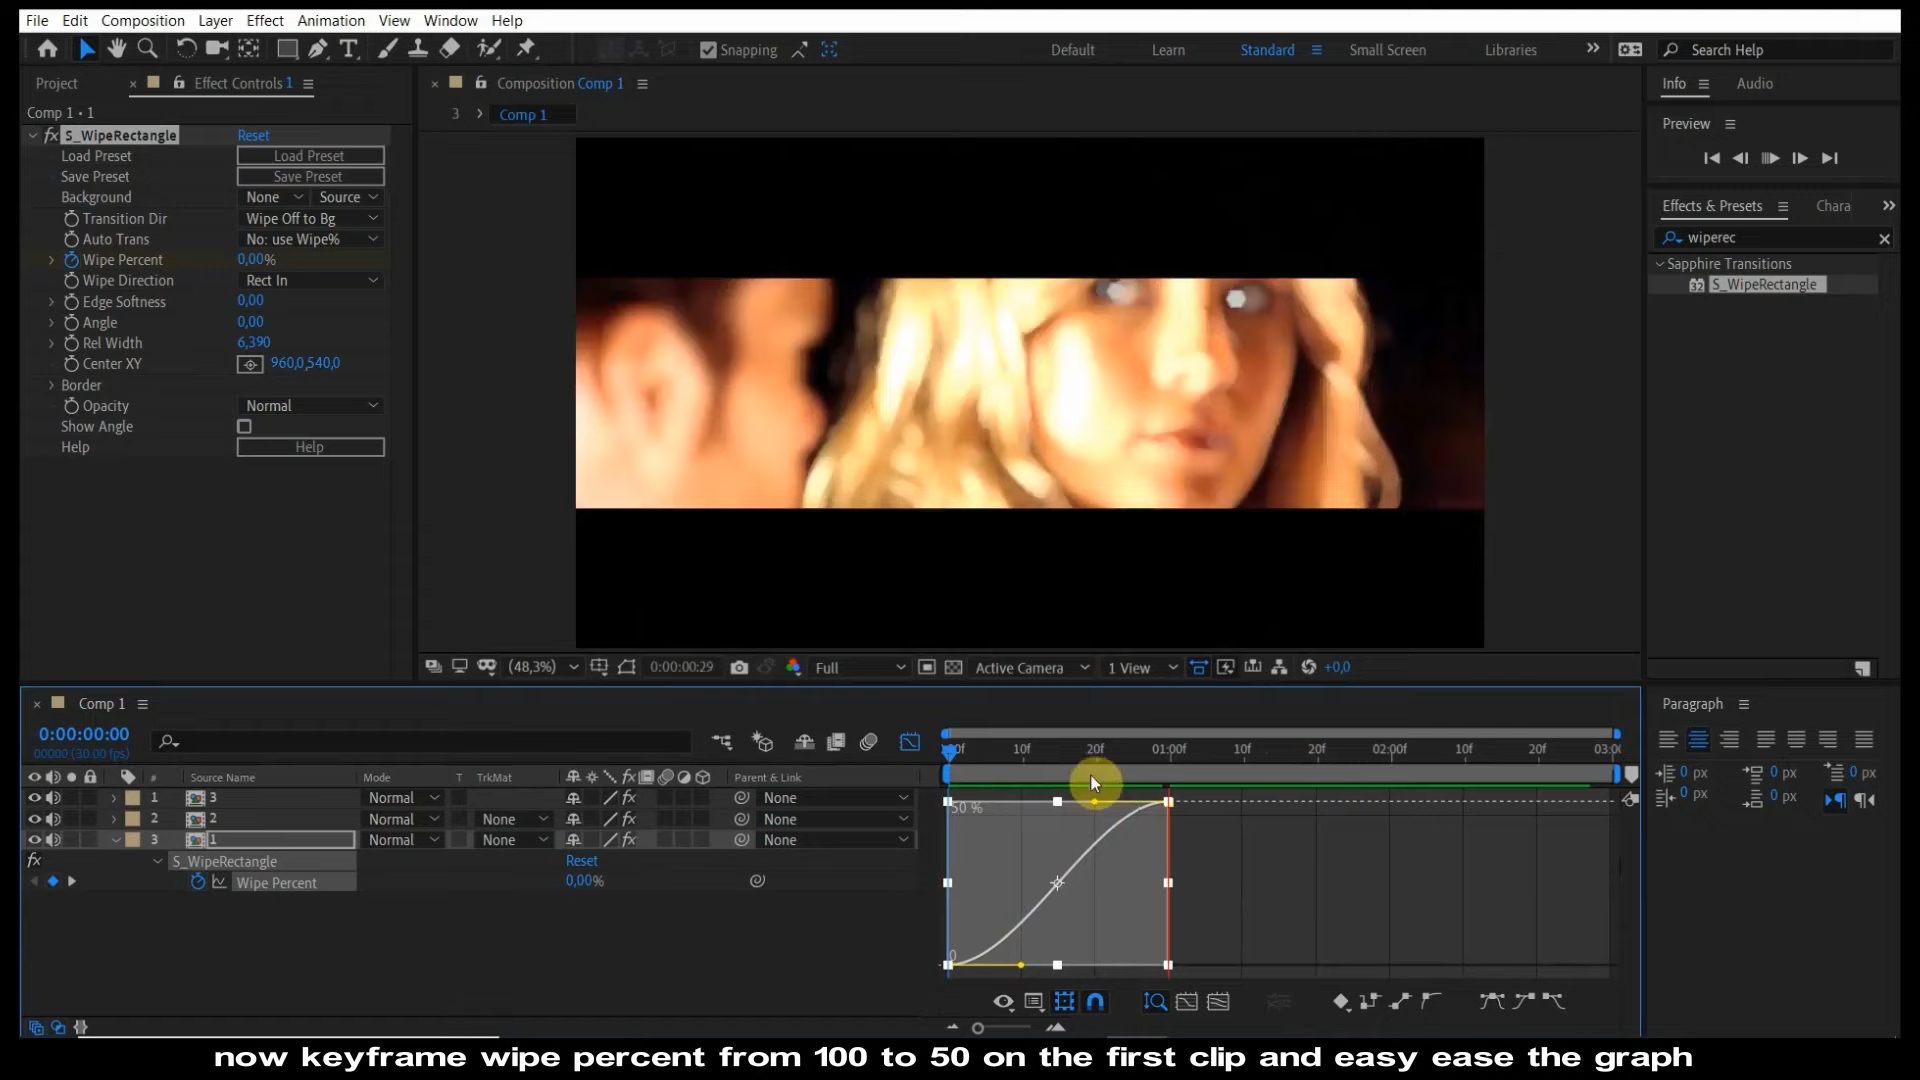 File Edit Composition Layer Effect Animation View Window Help
Snapping Default Learn Standard Small Screen Libraries Search Help
Project Effect Controls 1 Composition Comp 1 Info Audio
Comp 1 • 1 3 Comp 1
Preview
fx S_WipeRectangle Reset
Load Preset Load Preset
Save Preset Save Preset
Background None Source
Transition Dir Wipe Off to Bg
Auto Trans No: use Wipe%
Wipe Percent 0,00%
Wipe Direction Rect In
Edge Softness 0,00
Angle 0,00
Rel Width 6,390
Center XY 960,0,540,0
Border
Opacity Normal
Show Angle
Help Help
Effects & Presets Chara
wiperec
Sapphire Transitions
32 S_WipeRectangle
(48,3%) 0:00:00:29 Full Active Camera 1 View +0,0
Comp 1
0:00:00:00
00000 (30.00 fps)
00f 10f 20f 01:00f 10f 20f 02:00f 10f 20f 03:00
# Source Name Mode T TrkMat fx Parent & Link
1 3 Normal fx None
2 2 Normal None fx None
3 1 Normal None fx None
fx S_WipeRectangle Reset
Wipe Percent 0,00%
50 %
0
Paragraph
0 px 0 px 0 px
0 px 0 px
now keyframe wipe percent from 100 to 50 on the first clip and easy ease the graph